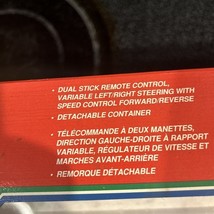 • DUAL STICK REMOTE CONTROL,
VARIABLE LEFT/RIGHT STEERING WITH
SPEED CONTROL FORWARD/REVERSE
• DETACHABLE CONTAINER
• TÉLÉCOMMANDE À DEUX MANETTES,
DIRECTION GAUCHE-DROITE À RAPPORT
VARIABLE, RÉGULATEUR DE VITESSE ET
MARCHES AVANT-ARRIÈRE
• REMORQUE DÉTACHABLE